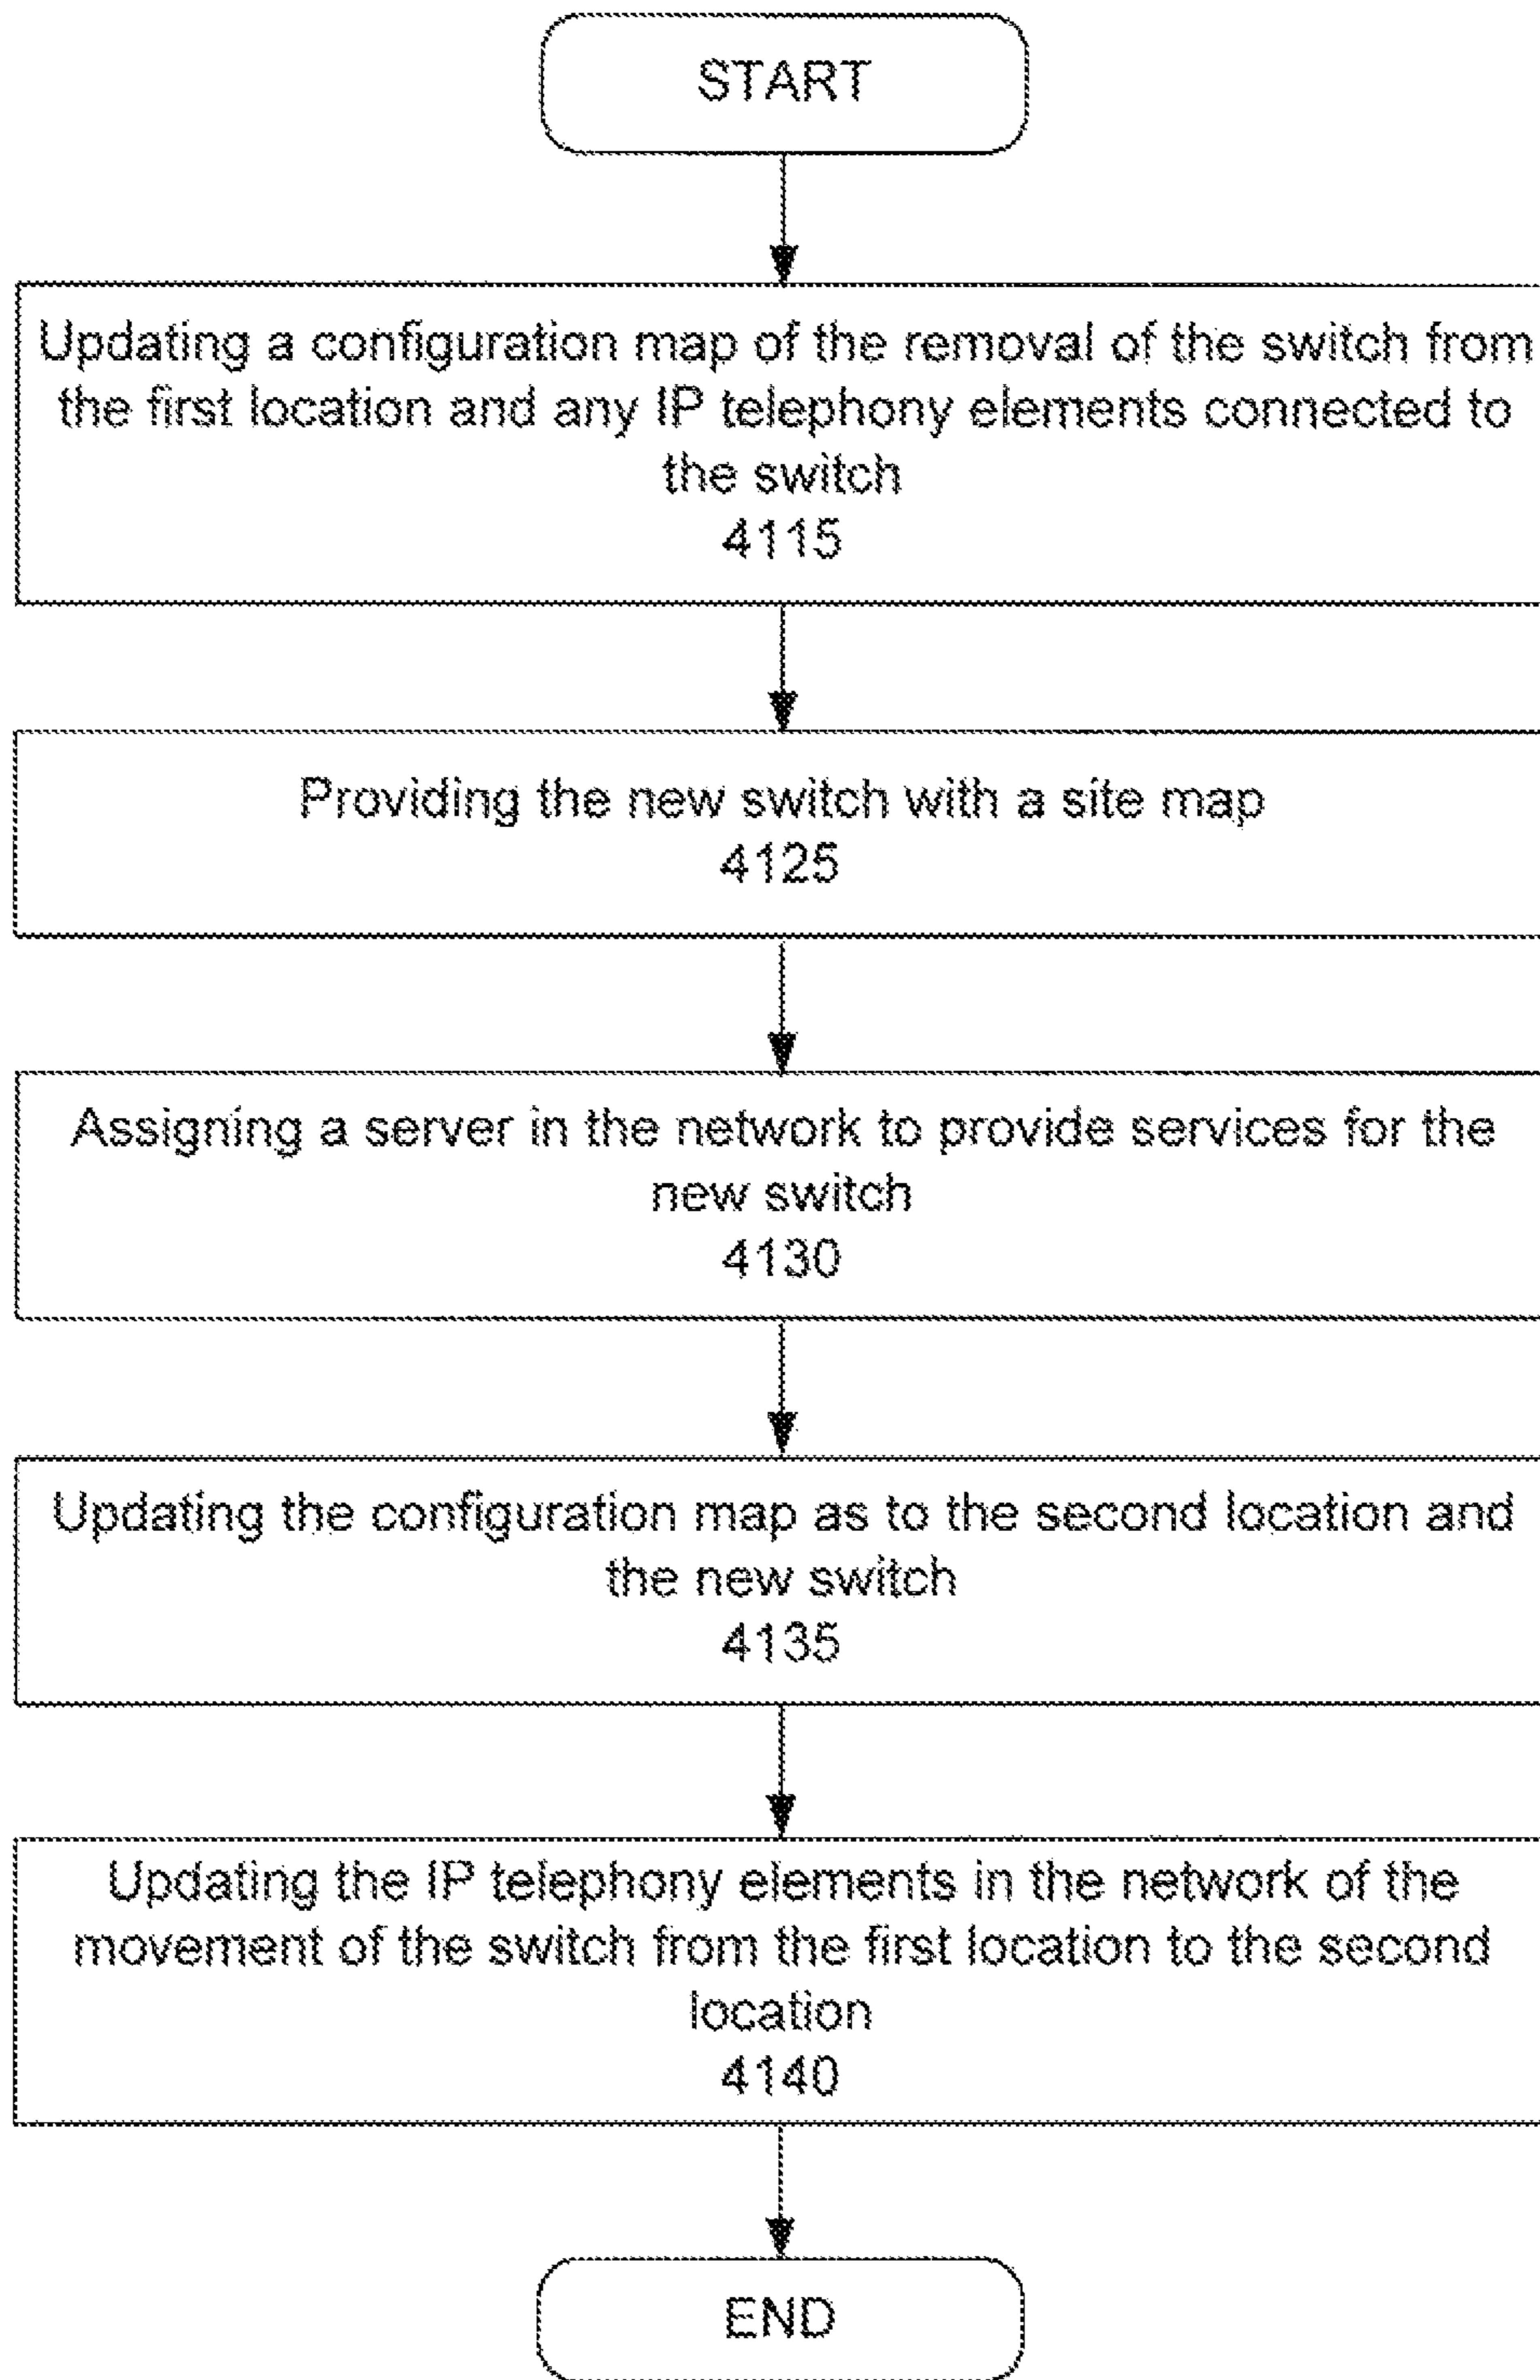 START
Updating a configuration map of the removal of the switch from
the first location and any IP telephony elements connected to
the switch
4115
Providing the new switch with a site map
4125
Assigning a server in the network to provide services for the
new switch
4130
Updating the configuration map as to the second location and
the new switch
4135
Updating the IP telephony elements in the network of the
movement of the switch from the first location to the second
location
4140
END